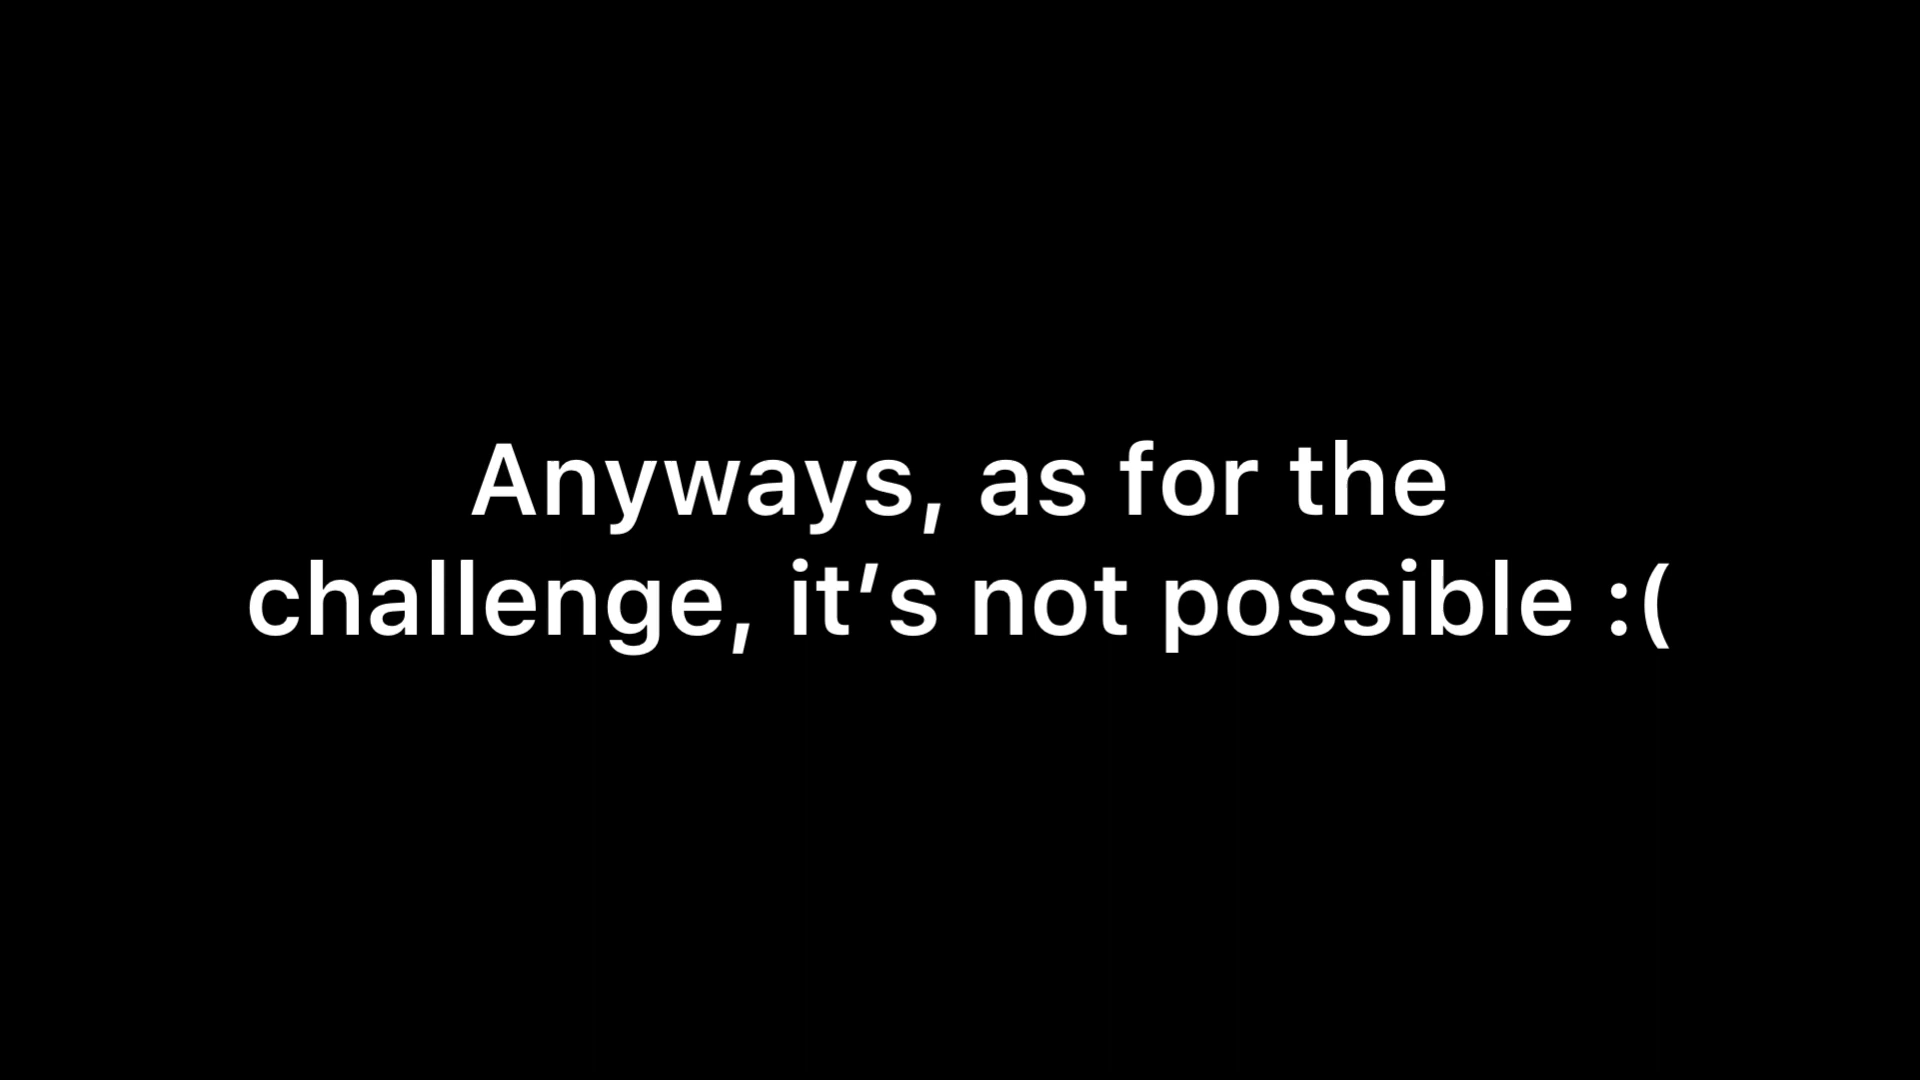 Anyways, as for the
challenge, it’s not possible :(